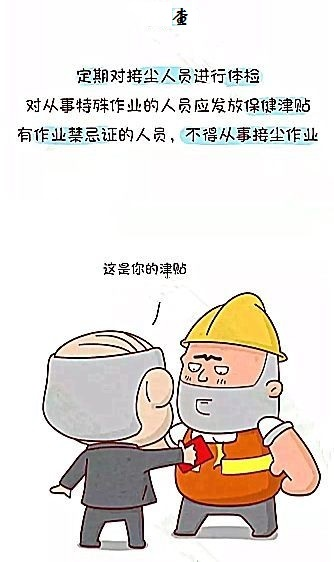 查
定期对接尘人员进行体检
对从事特殊作业的人员应发放保健津贴
有作业禁忌证的人员，不得从事接尘作业
这是你的津贴